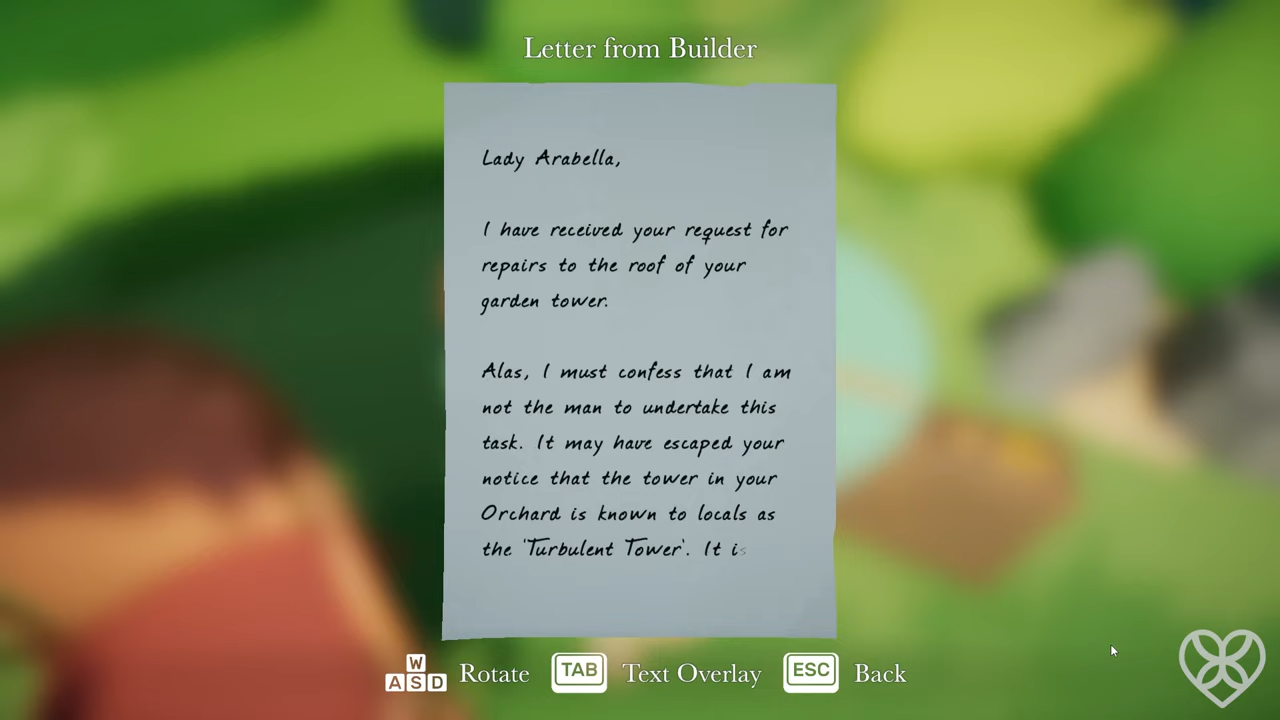 Letter from Builder
Lady Arabella,
I have received your request for
repairs to the roof of your
garden tower.
Alas, I must confess that I am
not the man to undertake this
task. It may have escaped your
notice that the tower in your
Orchard is known to locals as
the 'Turbulent Tower'. It is
W
A S D Rotate TAB Text Overlay ESC Back